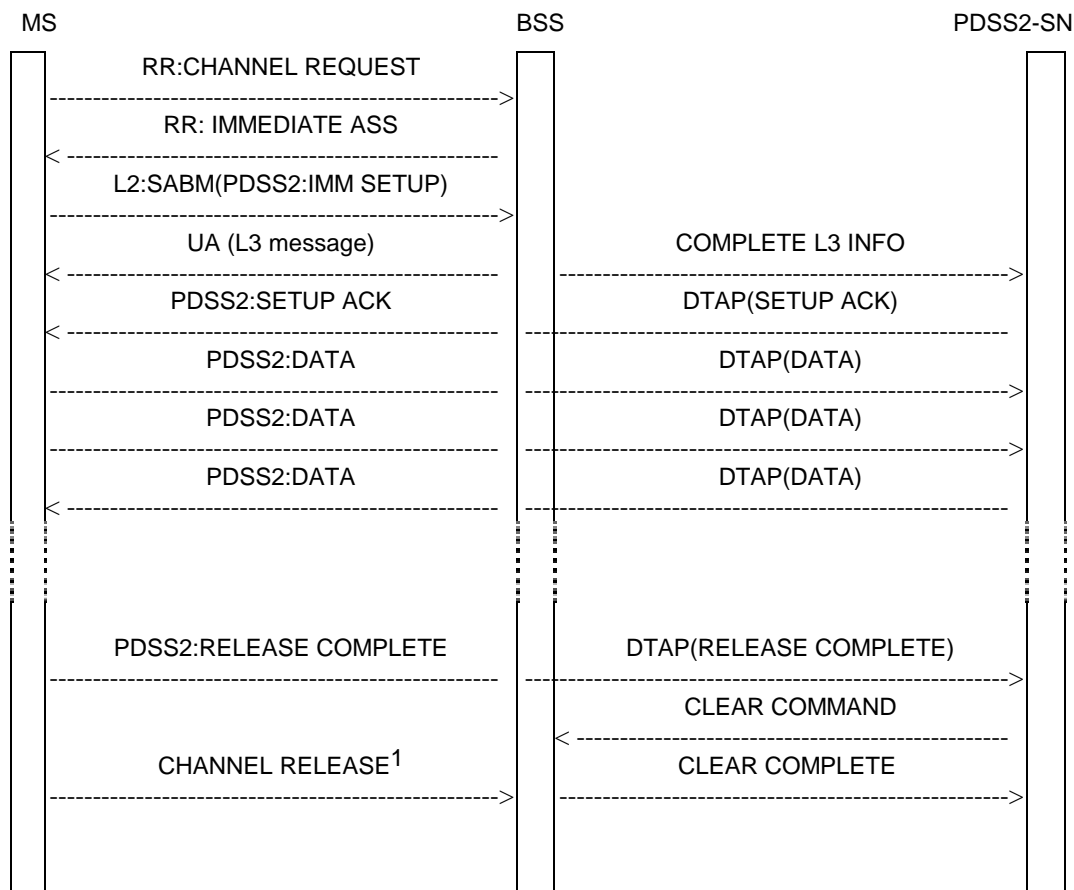 MS BSS PDSS2-SN
RR:CHANNEL REQUEST
RR: IMMEDIATE ASS
L2:SABM(PDSS2:IMM SETUP)
UA (L3 message) COMPLETE L3 INFO
PDSS2:SETUP ACK DTAP(SETUP ACK)
PDSS2:DATA DTAP(DATA)
PDSS2:DATA DTAP(DATA)
PDSS2:DATA DTAP(DATA)
PDSS2:RELEASE COMPLETE DTAP(RELEASE COMPLETE)
CLEAR COMMAND
CHANNEL RELEASE1 CLEAR COMPLETE